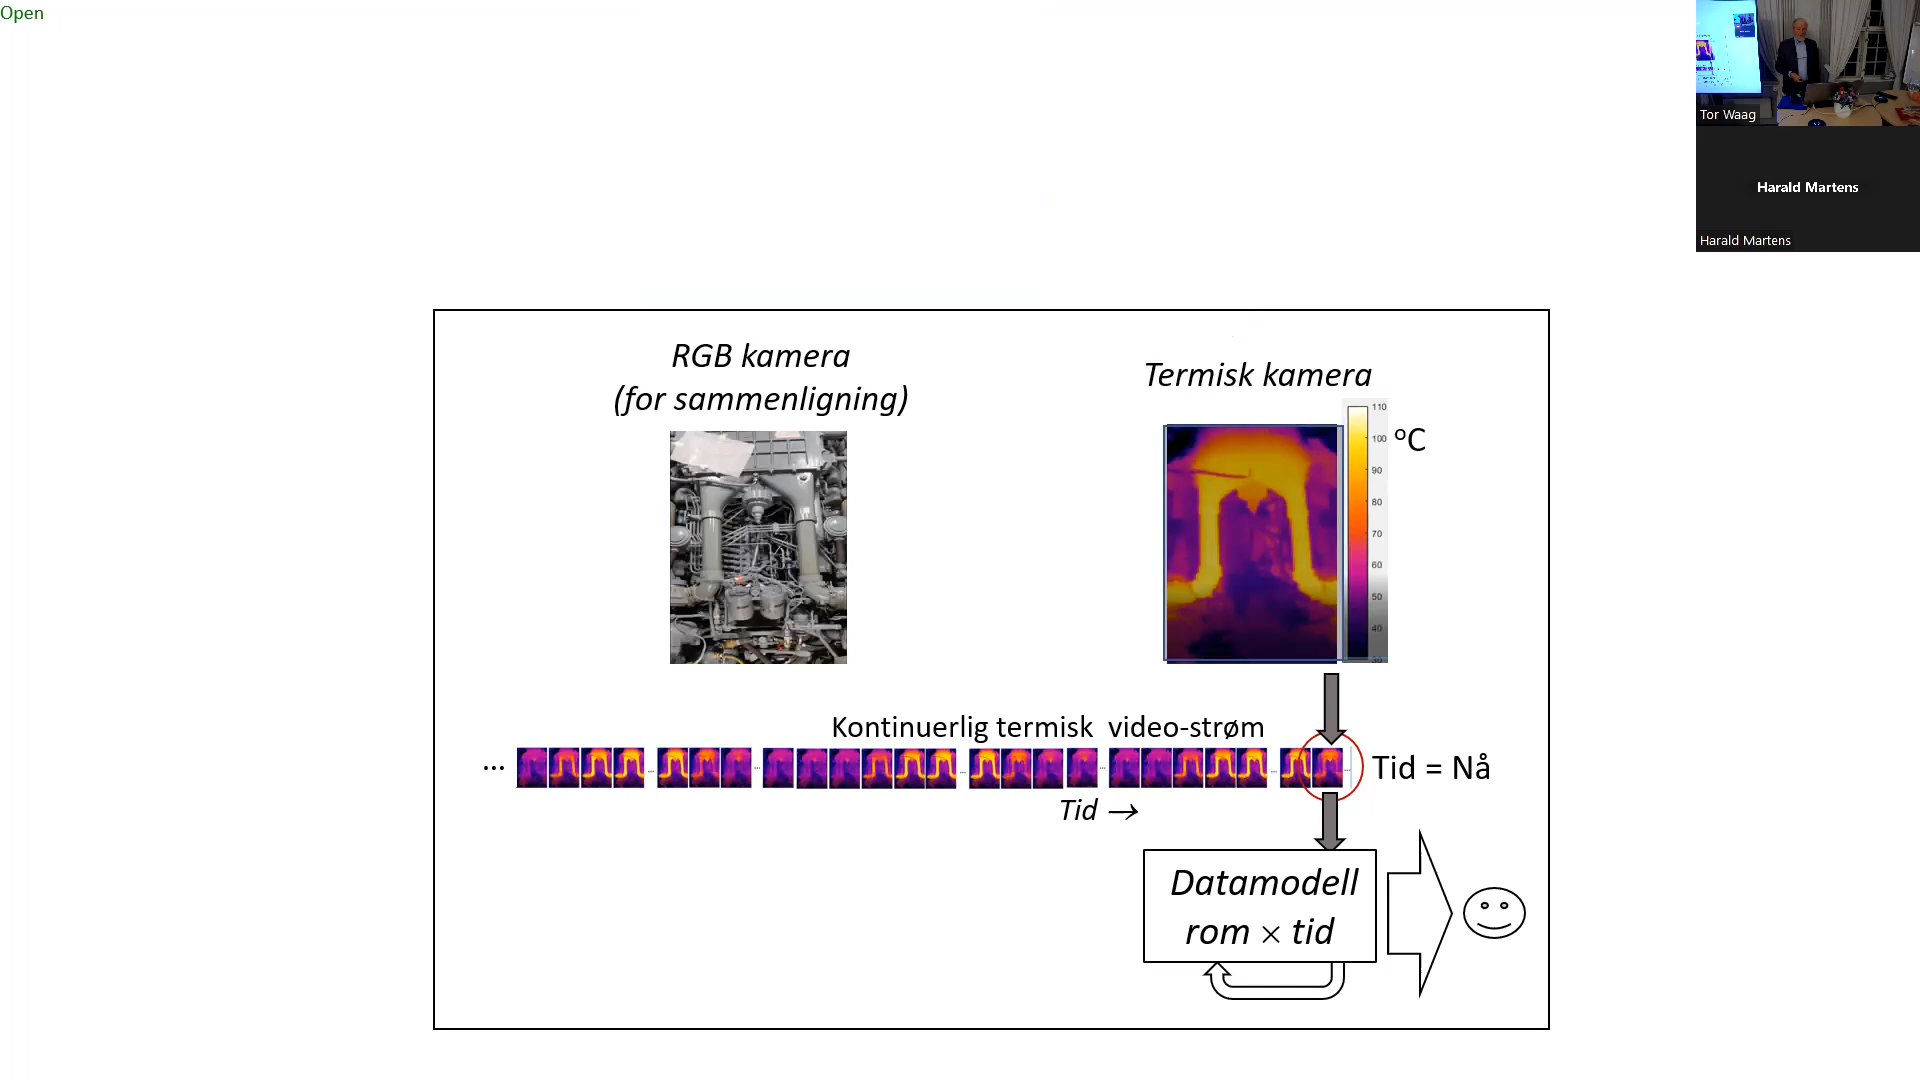 Open
Tor Waag
Harald Martens
Harald Martens
RGB kamera
(for sammenligning)
Termisk kamera
110
100
90
80
70
60
50
40
30
°C
Kontinuerlig termisk video-strøm
...
Tid = Nå
Tid →
Datamodell
rom × tid